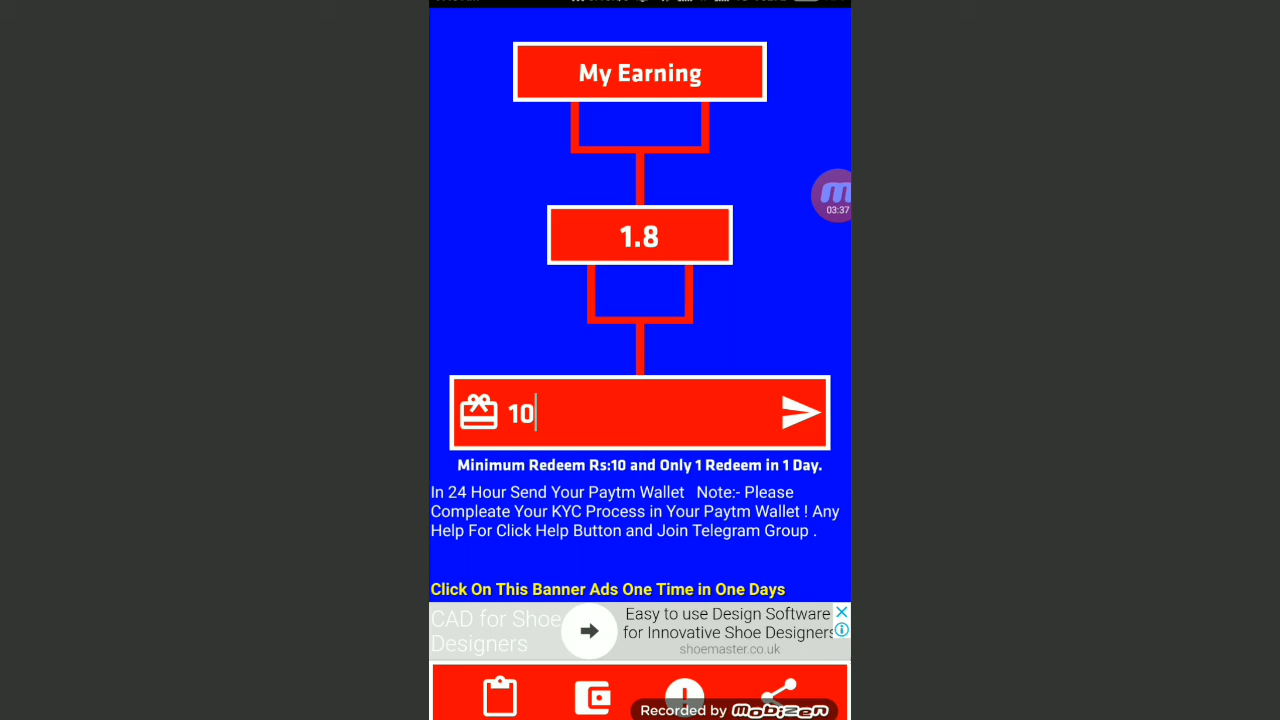 My Earning
03:37
1.8
10
Minimum Redeem Rs:10 and Only 1 Redeem in 1 Day.
In 24 Hour Send Your Paytm Wallet   Note:- Please
Compleate Your KYC Process in Your Paytm Wallet ! Any
Help For Click Help Button and Join Telegram Group .
Click On This Banner Ads One Time in One Days
CAD for Shoe
Designers
Easy to use Design Software
for Innovative Shoe Designers
shoemaster.co.uk
Recorded by mobizen